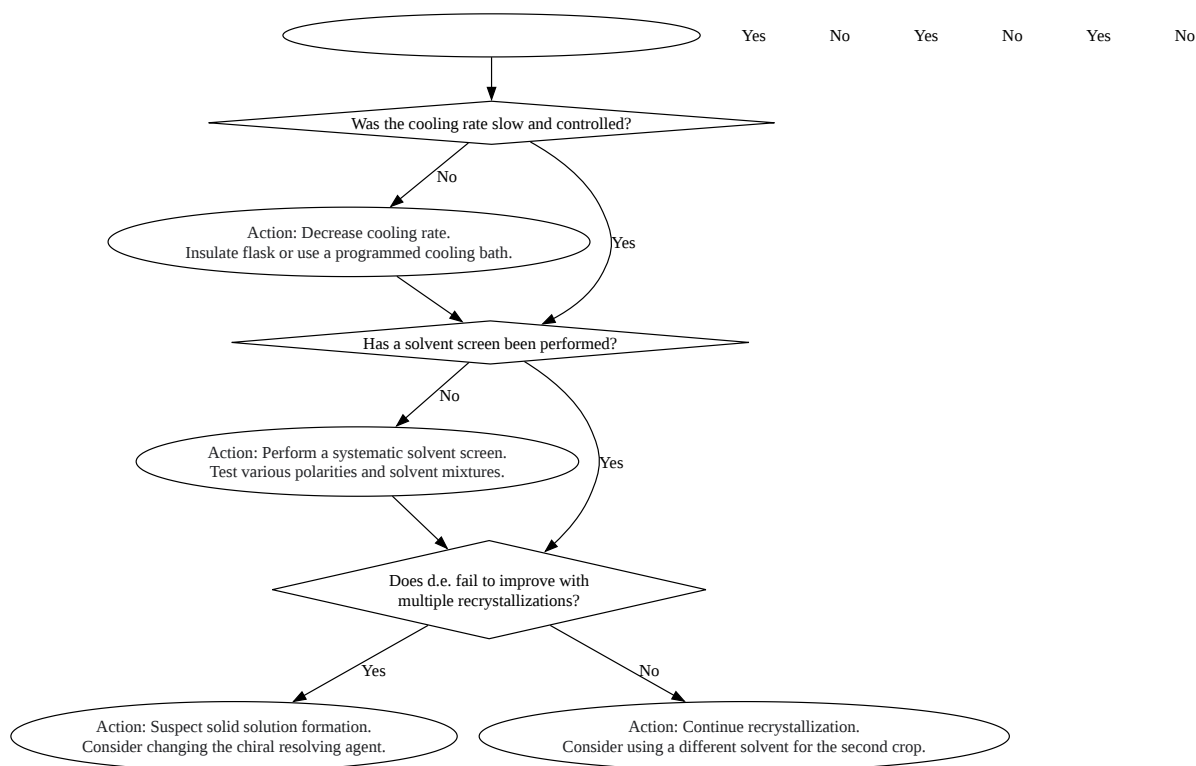 Yes No Yes No Yes No
Was the cooling rate slow and controlled?
No
Action: Decrease cooling rate.
Insulate flask or use a programmed cooling bath.
Yes
Has a solvent screen been performed?
No
Action: Perform a systematic solvent screen.
Test various polarities and solvent mixtures.
Yes
Does d.e. fail to improve with
multiple recrystallizations?
Yes
No
Action: Suspect solid solution formation.
Consider changing the chiral resolving agent.
Action: Continue recrystallization.
Consider using a different solvent for the second crop.